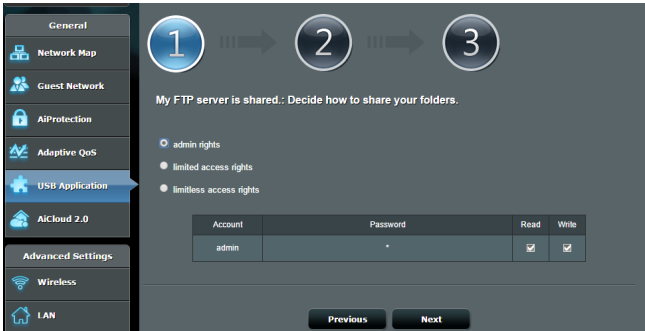 General
Network Map
Guest Network
AiProtection
Adaptive QoS
USB Application
AiCloud 2.0
Advanced Settings
Wireless
LAN
1 2 3
My FTP server is shared.: Decide how to share your folders.
admin rights
limited access rights
limitless access rights
Account Password Read Write
admin *
Previous Next